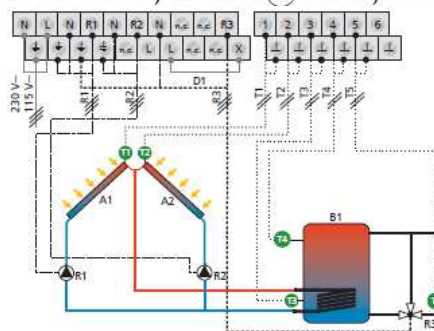 N L R1 N R2 N n.c. n.c. R3 1 2 3 4 5 6
n.c. L L n.c. n.c. X
D1
230 V~
115 V~
R1 R2 R3 T1 T2 T3 T4 T5
T1 T2
A1 A2
B1
T4
R1 R2 T3
R3